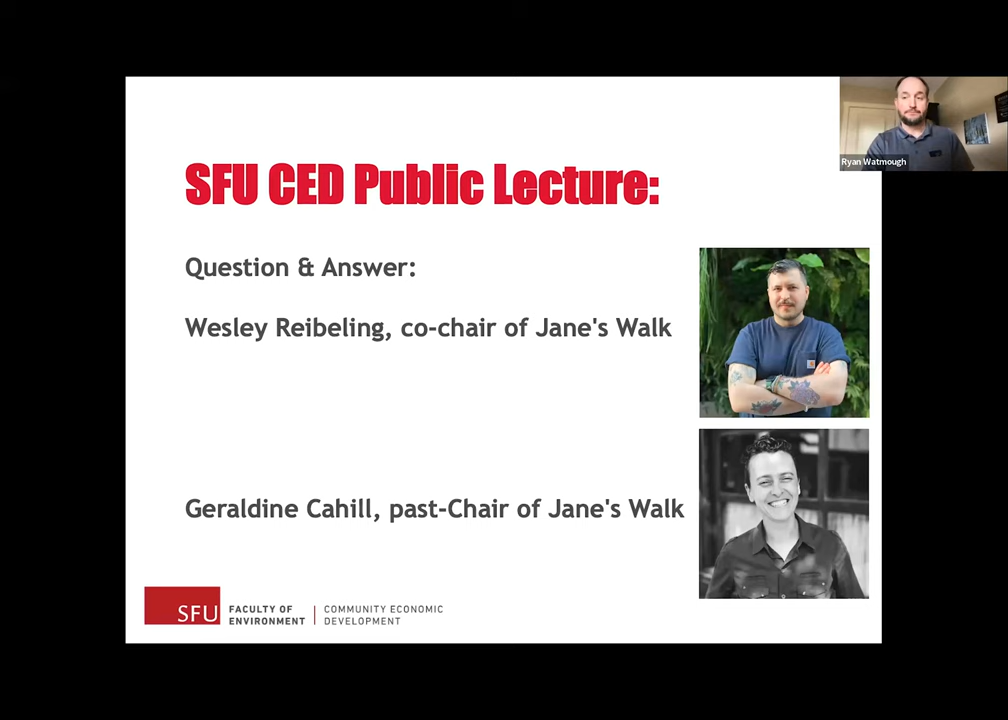 SFU CED Public Lecture:
Ryan Watmough
Question & Answer:
Wesley Reibeling, co-chair of Jane's Walk
Geraldine Cahill, past-Chair of Jane's Walk
SFU
FACULTY OF
ENVIRONMENT
COMMUNITY ECONOMIC
DEVELOPMENT